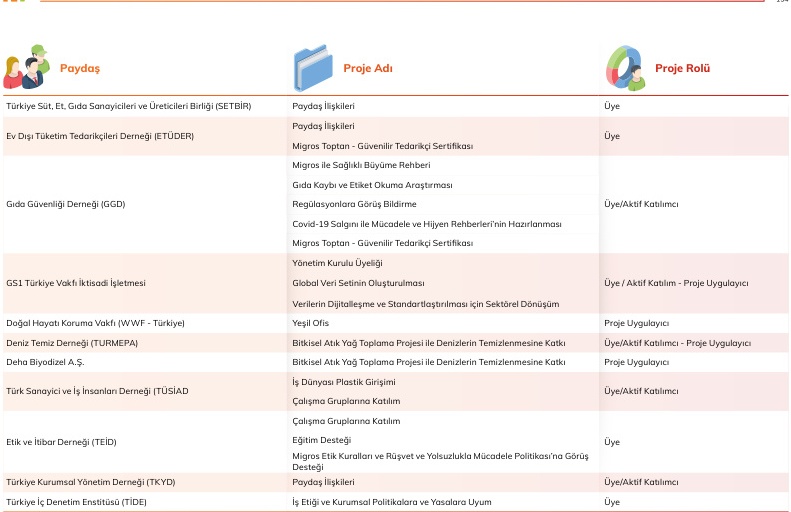 Paydaş Proje Adı Proje Rolü
Türkiye Süt, Et, Gıda Sanayicileri ve Üreticileri Birliği (SETBİR) Paydaş İlişkileri Üye
Ev Dışı Tüketim Tedarikçileri Derneği (ETÜDER) Paydaş İlişkileri Üye
Migros Toptan - Güvenilir Tedarikçi Sertifikası
Gıda Güvenliği Derneği (GGD) Migros ile Sağlıklı Büyüme Rehberi Üye/Aktif Katılımcı
Gıda Kaybı ve Etiket Okuma Araştırması
Regülasyonlara Görüş Bildirme
Covid-19 Salgını ile Mücadele ve Hijyen Rehberleri’nin Hazırlanması
Migros Toptan - Güvenilir Tedarikçi Sertifikası
GS1 Türkiye Vakfı İktisadi İşletmesi Yönetim Kurulu Üyeliği Üye / Aktif Katılım - Proje Uygulayıcı
Global Veri Setinin Oluşturulması
Verilerin Dijitalleşme ve Standartlaştırılması için Sektörel Dönüşüm
Doğal Hayatı Koruma Vakfı (WWF - Türkiye) Yeşil Ofis Proje Uygulayıcı
Deniz Temiz Derneği (TURMEPA) Bitkisel Atık Yağ Toplama Projesi ile Denizlerin Temizlenmesine Katkı Üye/Aktif Katılımcı - Proje Uygulayıcı
Deha Biyodizel A.Ş. Bitkisel Atık Yağ Toplama Projesi ile Denizlerin Temizlenmesine Katkı Proje Uygulayıcı
Türk Sanayici ve İş İnsanları Derneği (TÜSİAD İş Dünyası Plastik Girişimi Üye/Aktif Katılımcı
Çalışma Gruplarına Katılım
Etik ve İtibar Derneği (TEİD) Çalışma Gruplarına Katılım Üye
Eğitim Desteği
Migros Etik Kuralları ve Rüşvet ve Yolsuzlukla Mücadele Politikası’na Görüş
Desteği
Türkiye Kurumsal Yönetim Derneği (TKYD) Paydaş İlişkileri Üye/Aktif Katılımcı
Türkiye İç Denetim Enstitüsü (TİDE) İş Etiği ve Kurumsal Politikalara ve Yasalara Uyum Üye